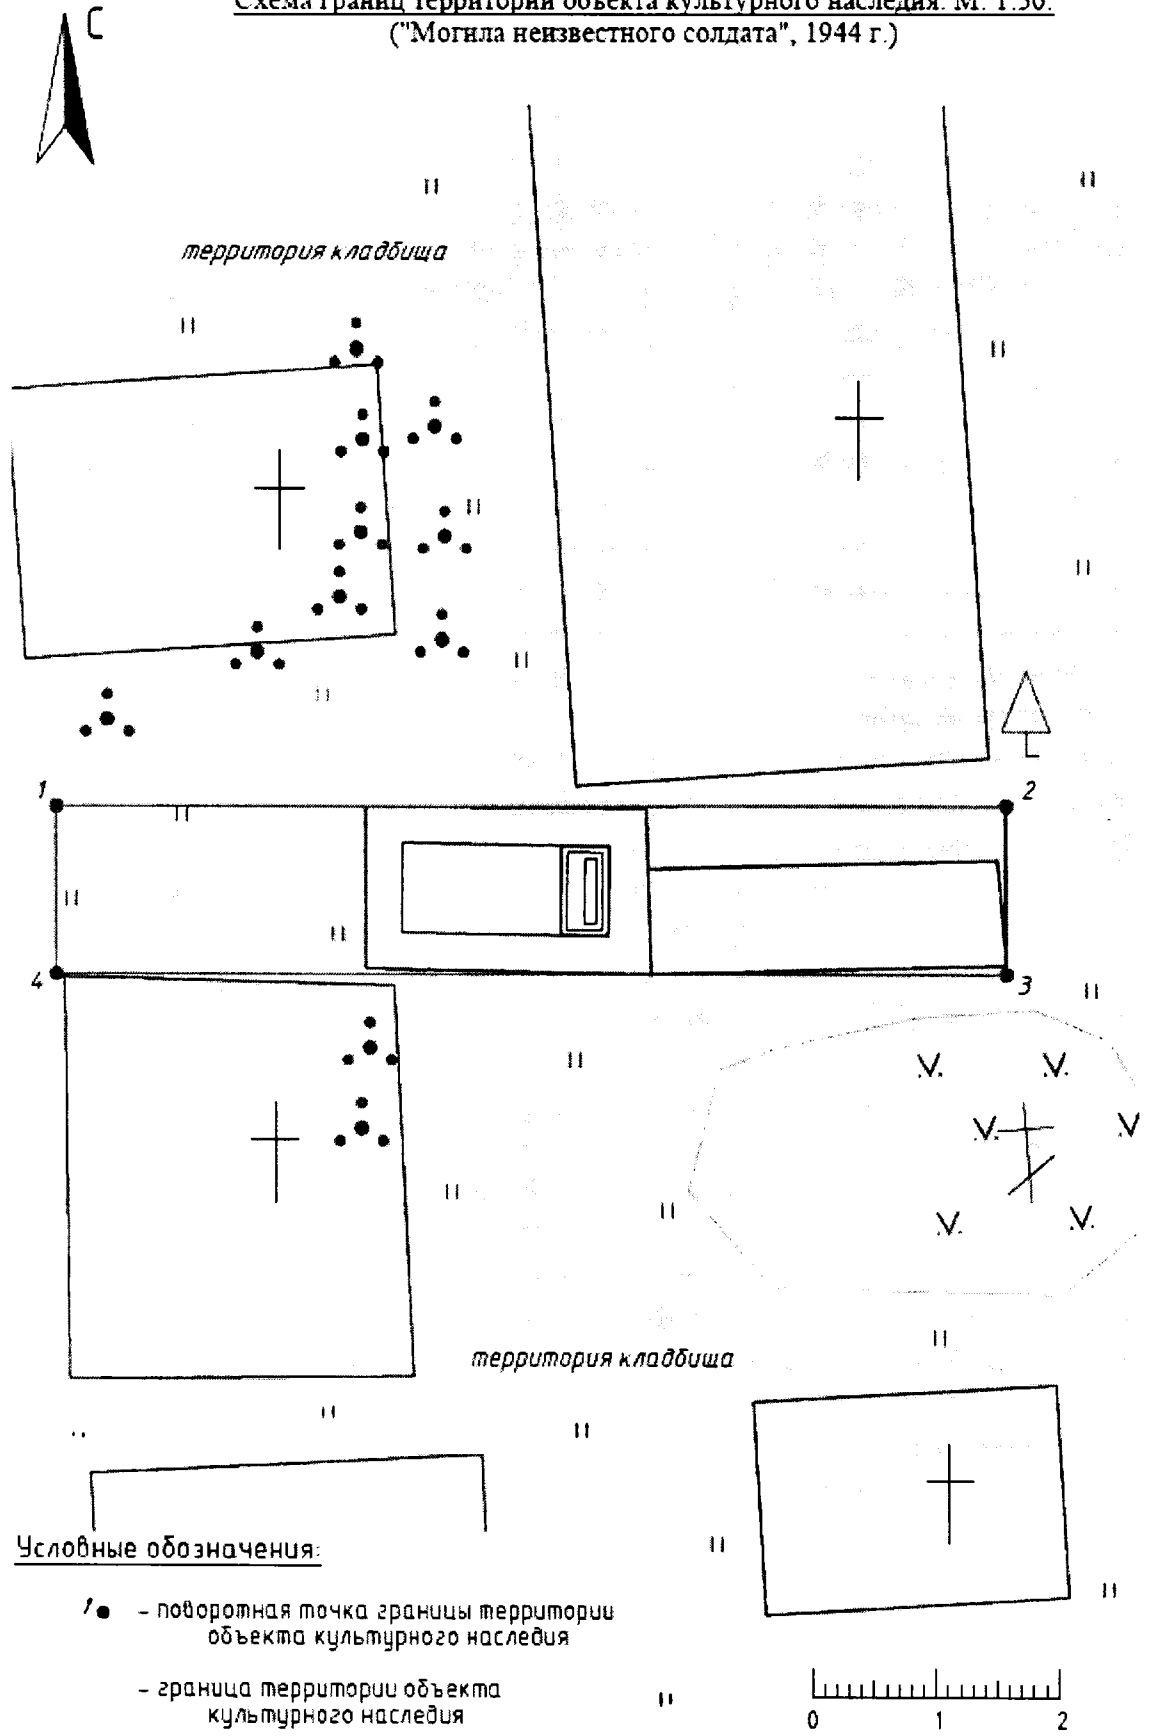 Схема границ территории объекта культурного наследия. М. 1:50.
("Могила неизвестного солдата", 1944 г.)
С
территория кладбища
1
2
4
3
территория кладбища
Условные обозначения:
1 - поворотная точка границы территории
объекта культурного наследия
- граница территории объекта
культурного наследия
0 1 2